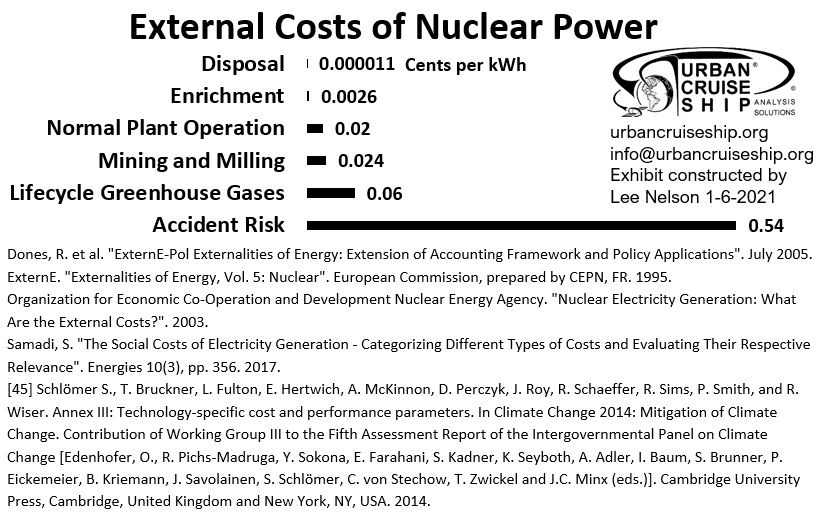 External Costs of Nuclear Power
Disposal 0.000011 Cents per kWh
Enrichment 0.0026
Normal Plant Operation 0.02
Mining and Milling 0.024
Lifecycle Greenhouse Gases 0.06
Accident Risk 0.54
URBAN®
CRUISE ©
SHIP ANALYSIS
SOLUTIONS
urbancruiseship.org
info@urbancruiseship.org
Exhibit constructed by
Lee Nelson 1-6-2021
Dones, R. et al. "ExternE-Pol Externalities of Energy: Extension of Accounting Framework and Policy Applications". July 2005.
ExternE. "Externalities of Energy, Vol. 5: Nuclear". European Commission, prepared by CEPN, FR. 1995.
Organization for Economic Co-Operation and Development Nuclear Energy Agency. "Nuclear Electricity Generation: What
Are the External Costs?". 2003.
Samadi, S. "The Social Costs of Electricity Generation - Categorizing Different Types of Costs and Evaluating Their Respective
Relevance". Energies 10(3), pp. 356. 2017.
[45] Schlömer S., T. Bruckner, L. Fulton, E. Hertwich, A. McKinnon, D. Perczyk, J. Roy, R. Schaeffer, R. Sims, P. Smith, and R.
Wiser. Annex III: Technology-specific cost and performance parameters. In Climate Change 2014: Mitigation of Climate
Change. Contribution of Working Group III to the Fifth Assessment Report of the Intergovernmental Panel on Climate
Change [Edenhofer, O., R. Pichs-Madruga, Y. Sokona, E. Farahani, S. Kadner, K. Seyboth, A. Adler, I. Baum, S. Brunner, P.
Eickemeier, B. Kriemann, J. Savolainen, S. Schlömer, C. von Stechow, T. Zwickel and J.C. Minx (eds.)]. Cambridge University
Press, Cambridge, United Kingdom and New York, NY, USA. 2014.